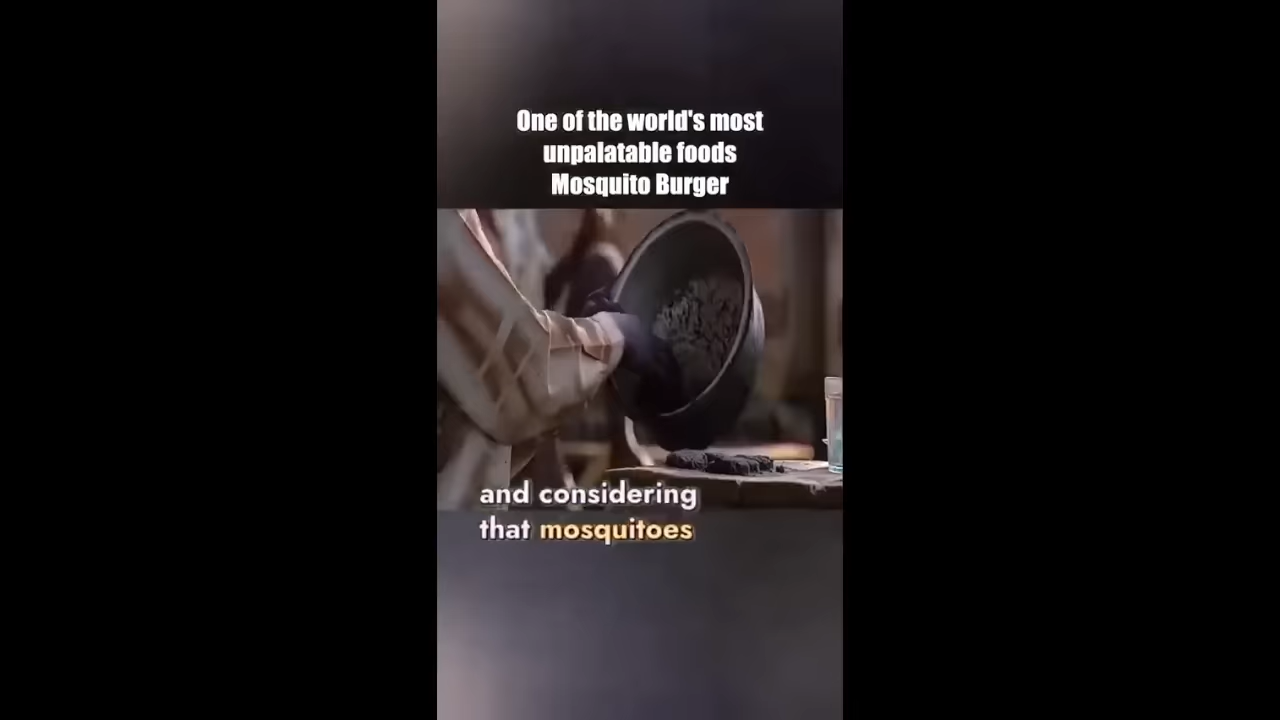 One of the world's most
unpalatable foods
Mosquito Burger
and considering
that mosquitoes